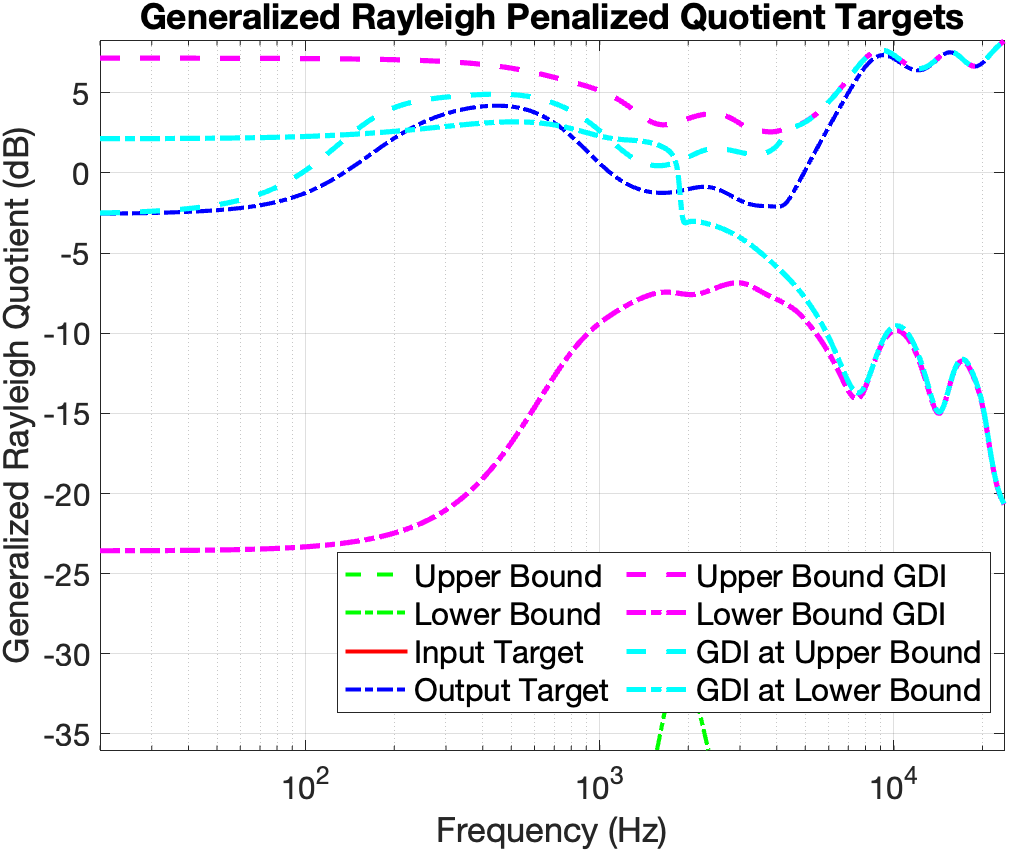 Generalized Rayleigh Penalized Quotient Targets
Generalized Rayleigh Quotient (dB)
5
0
-5
-10
-15
-20
-25
-30
-35
Upper Bound
Lower Bound
Input Target
Output Target
Upper Bound GDI
Lower Bound GDI
GDI at Upper Bound
GDI at Lower Bound
10²
10³
10⁴
Frequency (Hz)